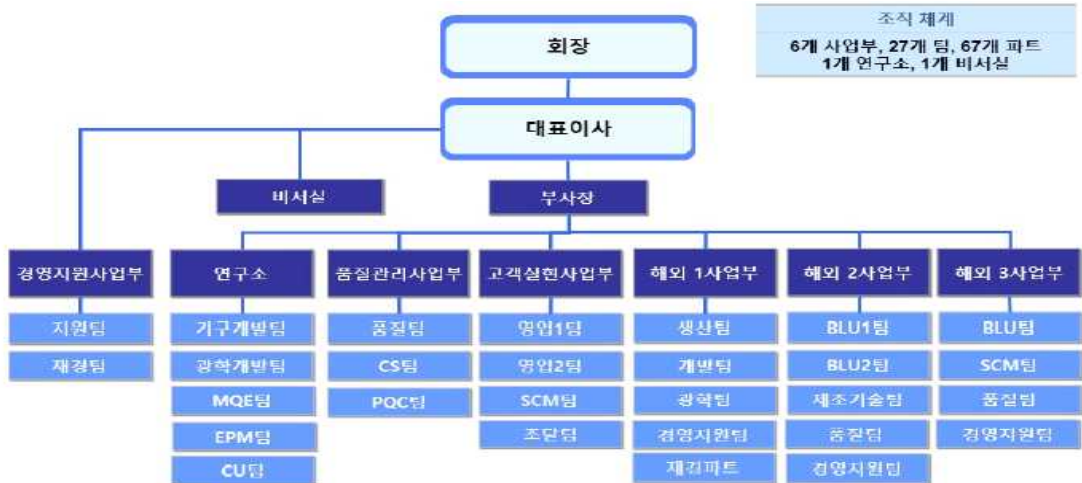 조직 체계
6개 사업부, 27개 팀, 67개 파트
1개 연구소, 1개 비서실
회장
대표이사
비서실
부사장
경영지원사업부
연구소
품질관리사업부
고객실현사업부
해외 1사업부
해외 2사업부
해외 3사업부
지원팀
기구개발팀
품질팀
영업1팀
생산팀
BLU1팀
BLU팀
재경팀
광학개발팀
CS팀
영업2팀
개발팀
BLU2팀
SCM팀
MQE팀
PQC팀
SCM팀
광학팀
제조기술팀
품질팀
EPM팀
조달팀
경영지원팀
품질팀
경영지원팀
CU팀
재경파트
경영지원팀